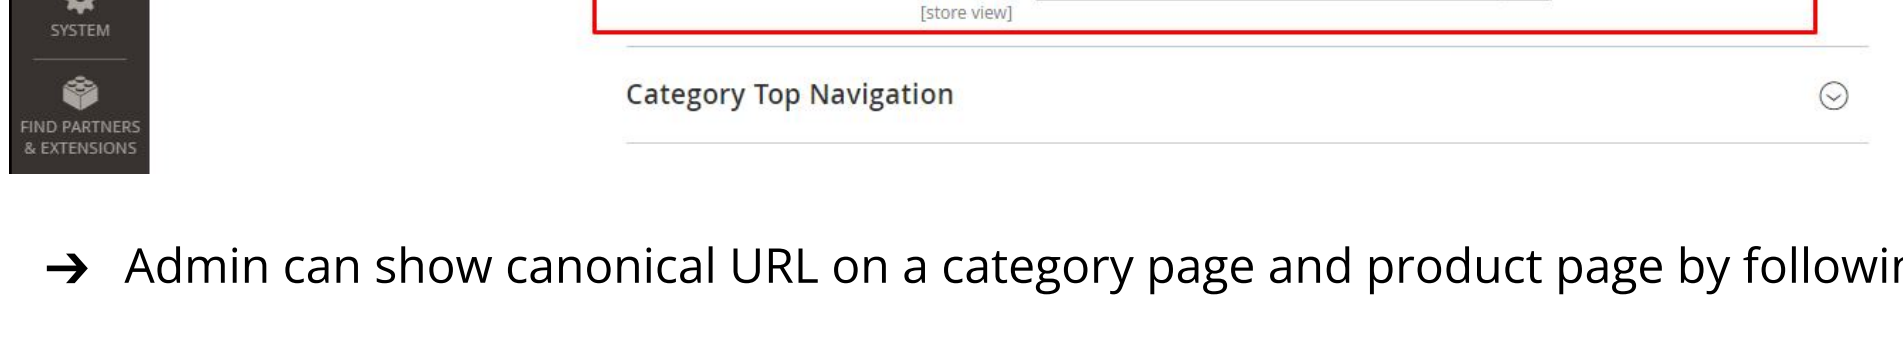 [store view]
SYSTEM
Category Top Navigation
FIND PARTNERS
& EXTENSIONS
→ Admin can show canonical URL on a category page and product page by